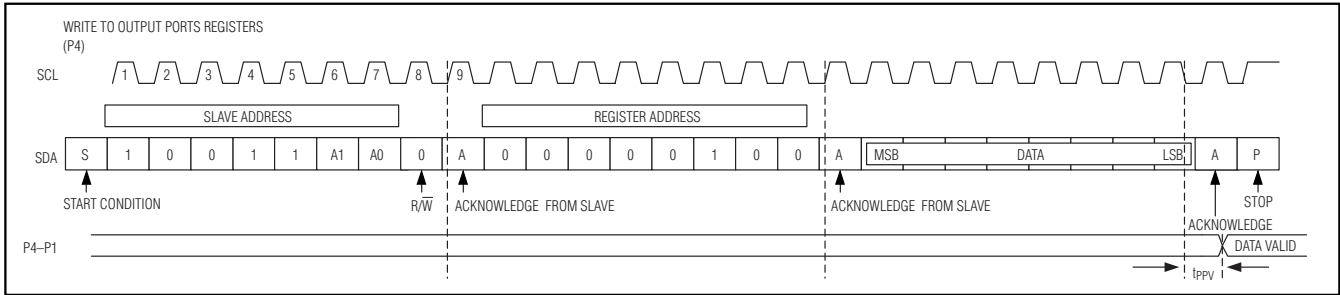 WRITE TO OUTPUT PORTS REGISTERS
(P4)
SCL 1 2 3 4 5 6 7 8 9
SLAVE ADDRESS REGISTER ADDRESS
SDA S 1 0 0 1 1 A1 A0 0 A 0 0 0 0 0 1 0 0 A MSB DATA LSB A P
START CONDITION R/W̅ ACKNOWLEDGE FROM SLAVE ACKNOWLEDGE FROM SLAVE STOP
ACKNOWLEDGE
P4–P1 DATA VALID
tPPV